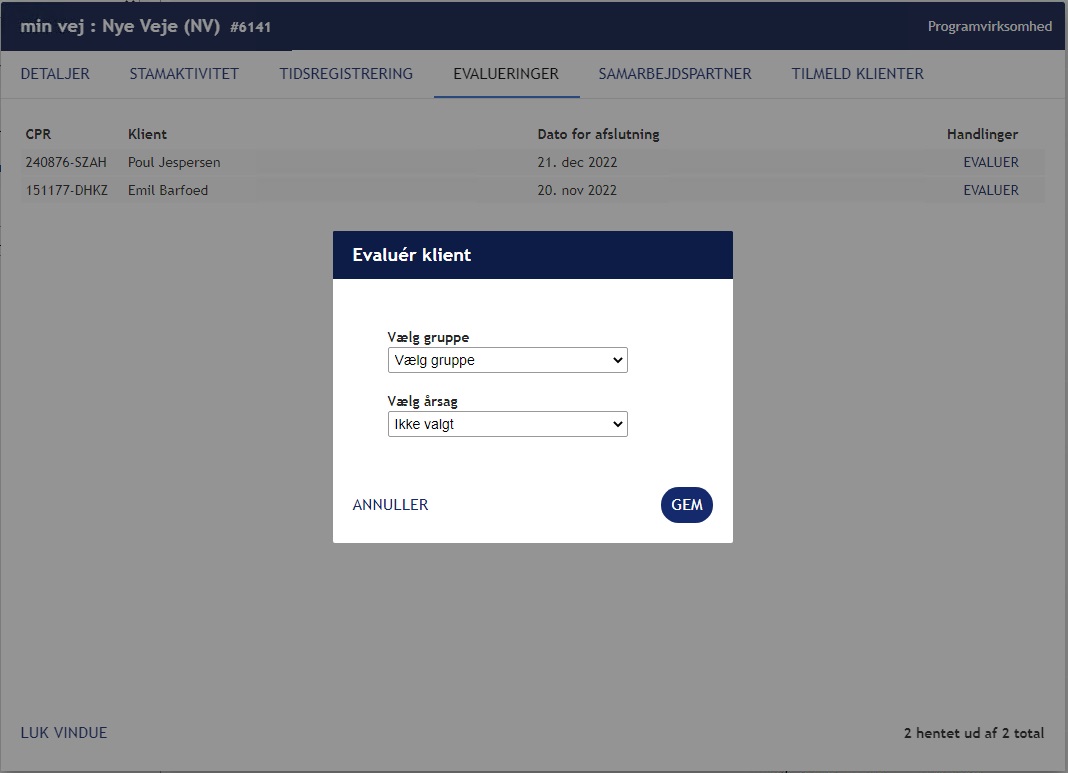 min vej : Nye Veje (NV) #6141 Programvirksomhed
DETALJER STAMAKTIVITET TIDSREGISTRERING EVALUERINGER SAMARBEJDSPARTNER TILMELD KLIENTER
CPR Klient Dato for afslutning Handlinger
240876-SZAH Poul Jespersen 21. dec 2022 EVALUER
151177-DHKZ Emil Barfoed 20. nov 2022 EVALUER
Evaluér klient
Vælg gruppe
Vælg gruppe
Vælg årsag
Ikke valgt
ANNULLER GEM
LUK VINDUE 2 hentet ud af 2 total